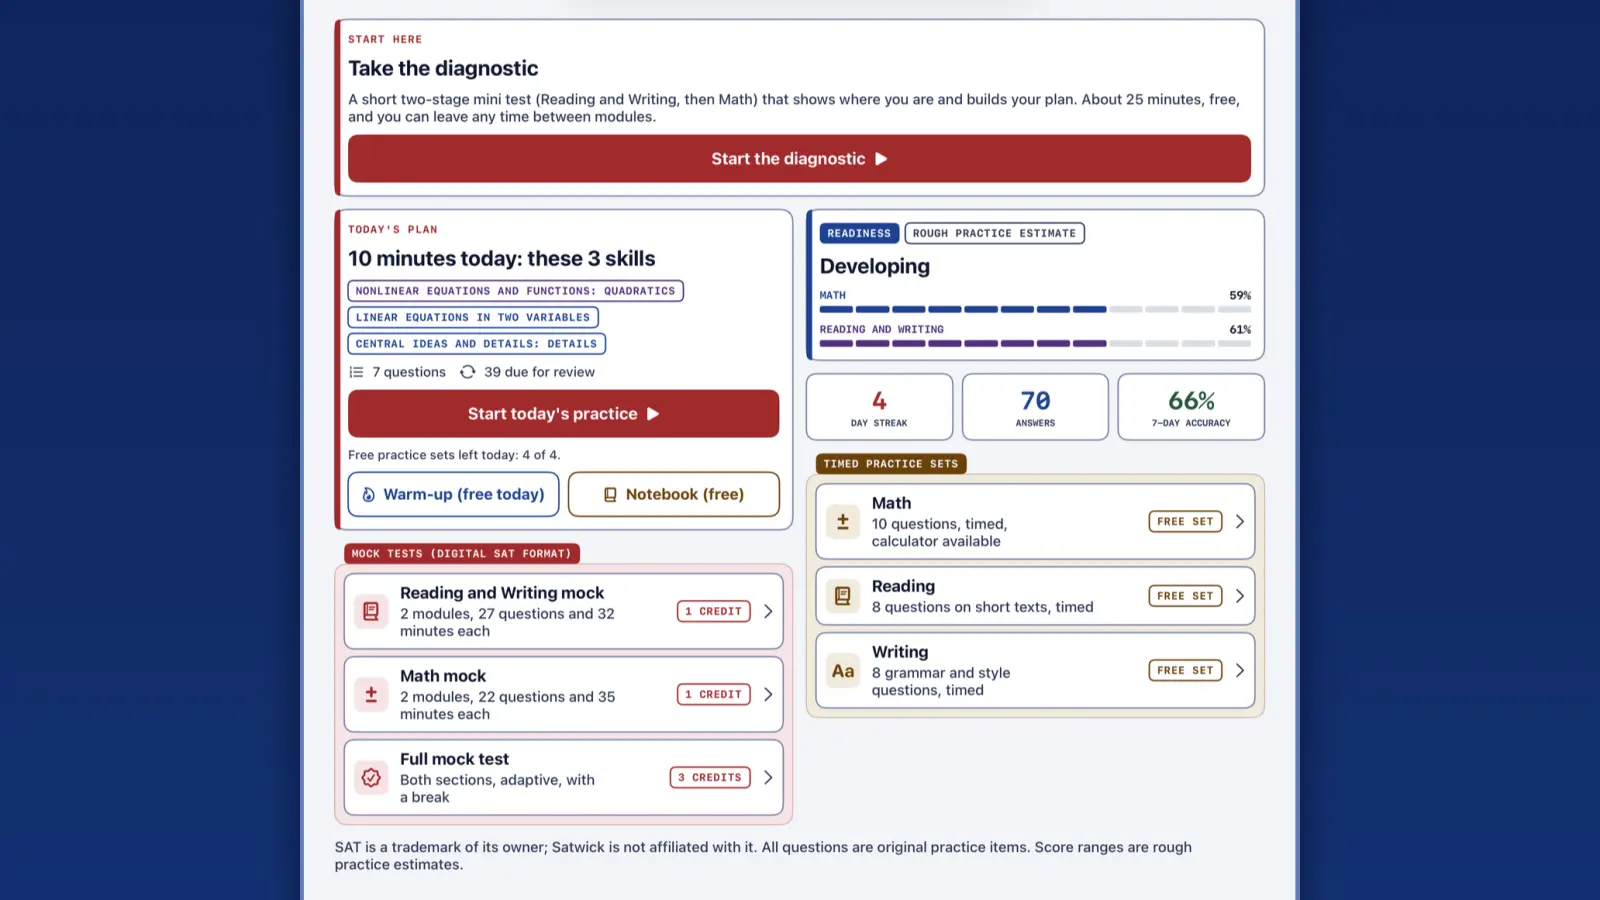 START HERE
Take the diagnostic
A short two-stage mini test (Reading and Writing, then Math) that shows where you are and builds your plan. About 25 minutes, free,
and you can leave any time between modules.
Start the diagnostic
TODAY'S PLAN
10 minutes today: these 3 skills
NONLINEAR EQUATIONS AND FUNCTIONS: QUADRATICS
LINEAR EQUATIONS IN TWO VARIABLES
CENTRAL IDEAS AND DETAILS: DETAILS
7 questions 39 due for review
Start today's practice
Free practice sets left today: 4 of 4.
Warm-up (free today) Notebook (free)
MOCK TESTS (DIGITAL SAT FORMAT)
Reading and Writing mock
2 modules, 27 questions and 32
minutes each
1 CREDIT
Math mock
2 modules, 22 questions and 35
minutes each
1 CREDIT
Full mock test
Both sections, adaptive, with
a break
3 CREDITS
READINESS ROUGH PRACTICE ESTIMATE
Developing
MATH 59%
READING AND WRITING 61%
4
DAY STREAK
70
ANSWERS
66%
7-DAY ACCURACY
TIMED PRACTICE SETS
±
Math
10 questions, timed,
calculator available
FREE SET
Reading
8 questions on short texts, timed
FREE SET
Aa
Writing
8 grammar and style
questions, timed
FREE SET
SAT is a trademark of its owner; Satwick is not affiliated with it. All questions are original practice items. Score ranges are rough
practice estimates.